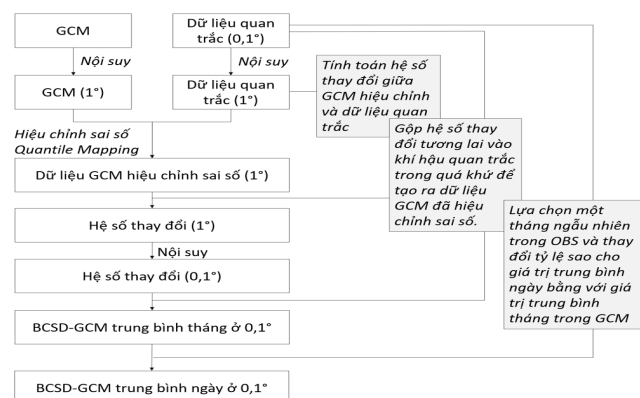 GCM
Dữ liệu quan
trắc (0,1°)
Nội suy
Nội suy
GCM (1°)
Dữ liệu quan
trắc (1°)
Tính toán hệ số
thay đổi giữa
GCM hiệu chỉnh
và dữ liệu quan
trắc
Hiệu chỉnh sai số
Quantile Mapping
Gộp hệ số thay
đổi tương lai vào
khí hậu quan trắc
trong quá khứ để
tạo ra dữ liệu
GCM đã hiệu
chỉnh sai số.
Dữ liệu GCM hiệu chỉnh sai số (1°)
Hệ số thay đổi (1°)
Nội suy
Hệ số thay đổi (0,1°)
Lựa chọn một
tháng ngẫu nhiên
trong OBS và thay
đổi tỷ lệ sao cho
giá trị trung bình
ngày bằng với giá
trị trung bình
tháng trong GCM
BCSD-GCM trung bình tháng ở 0,1°
BCSD-GCM trung bình ngày ở 0,1°